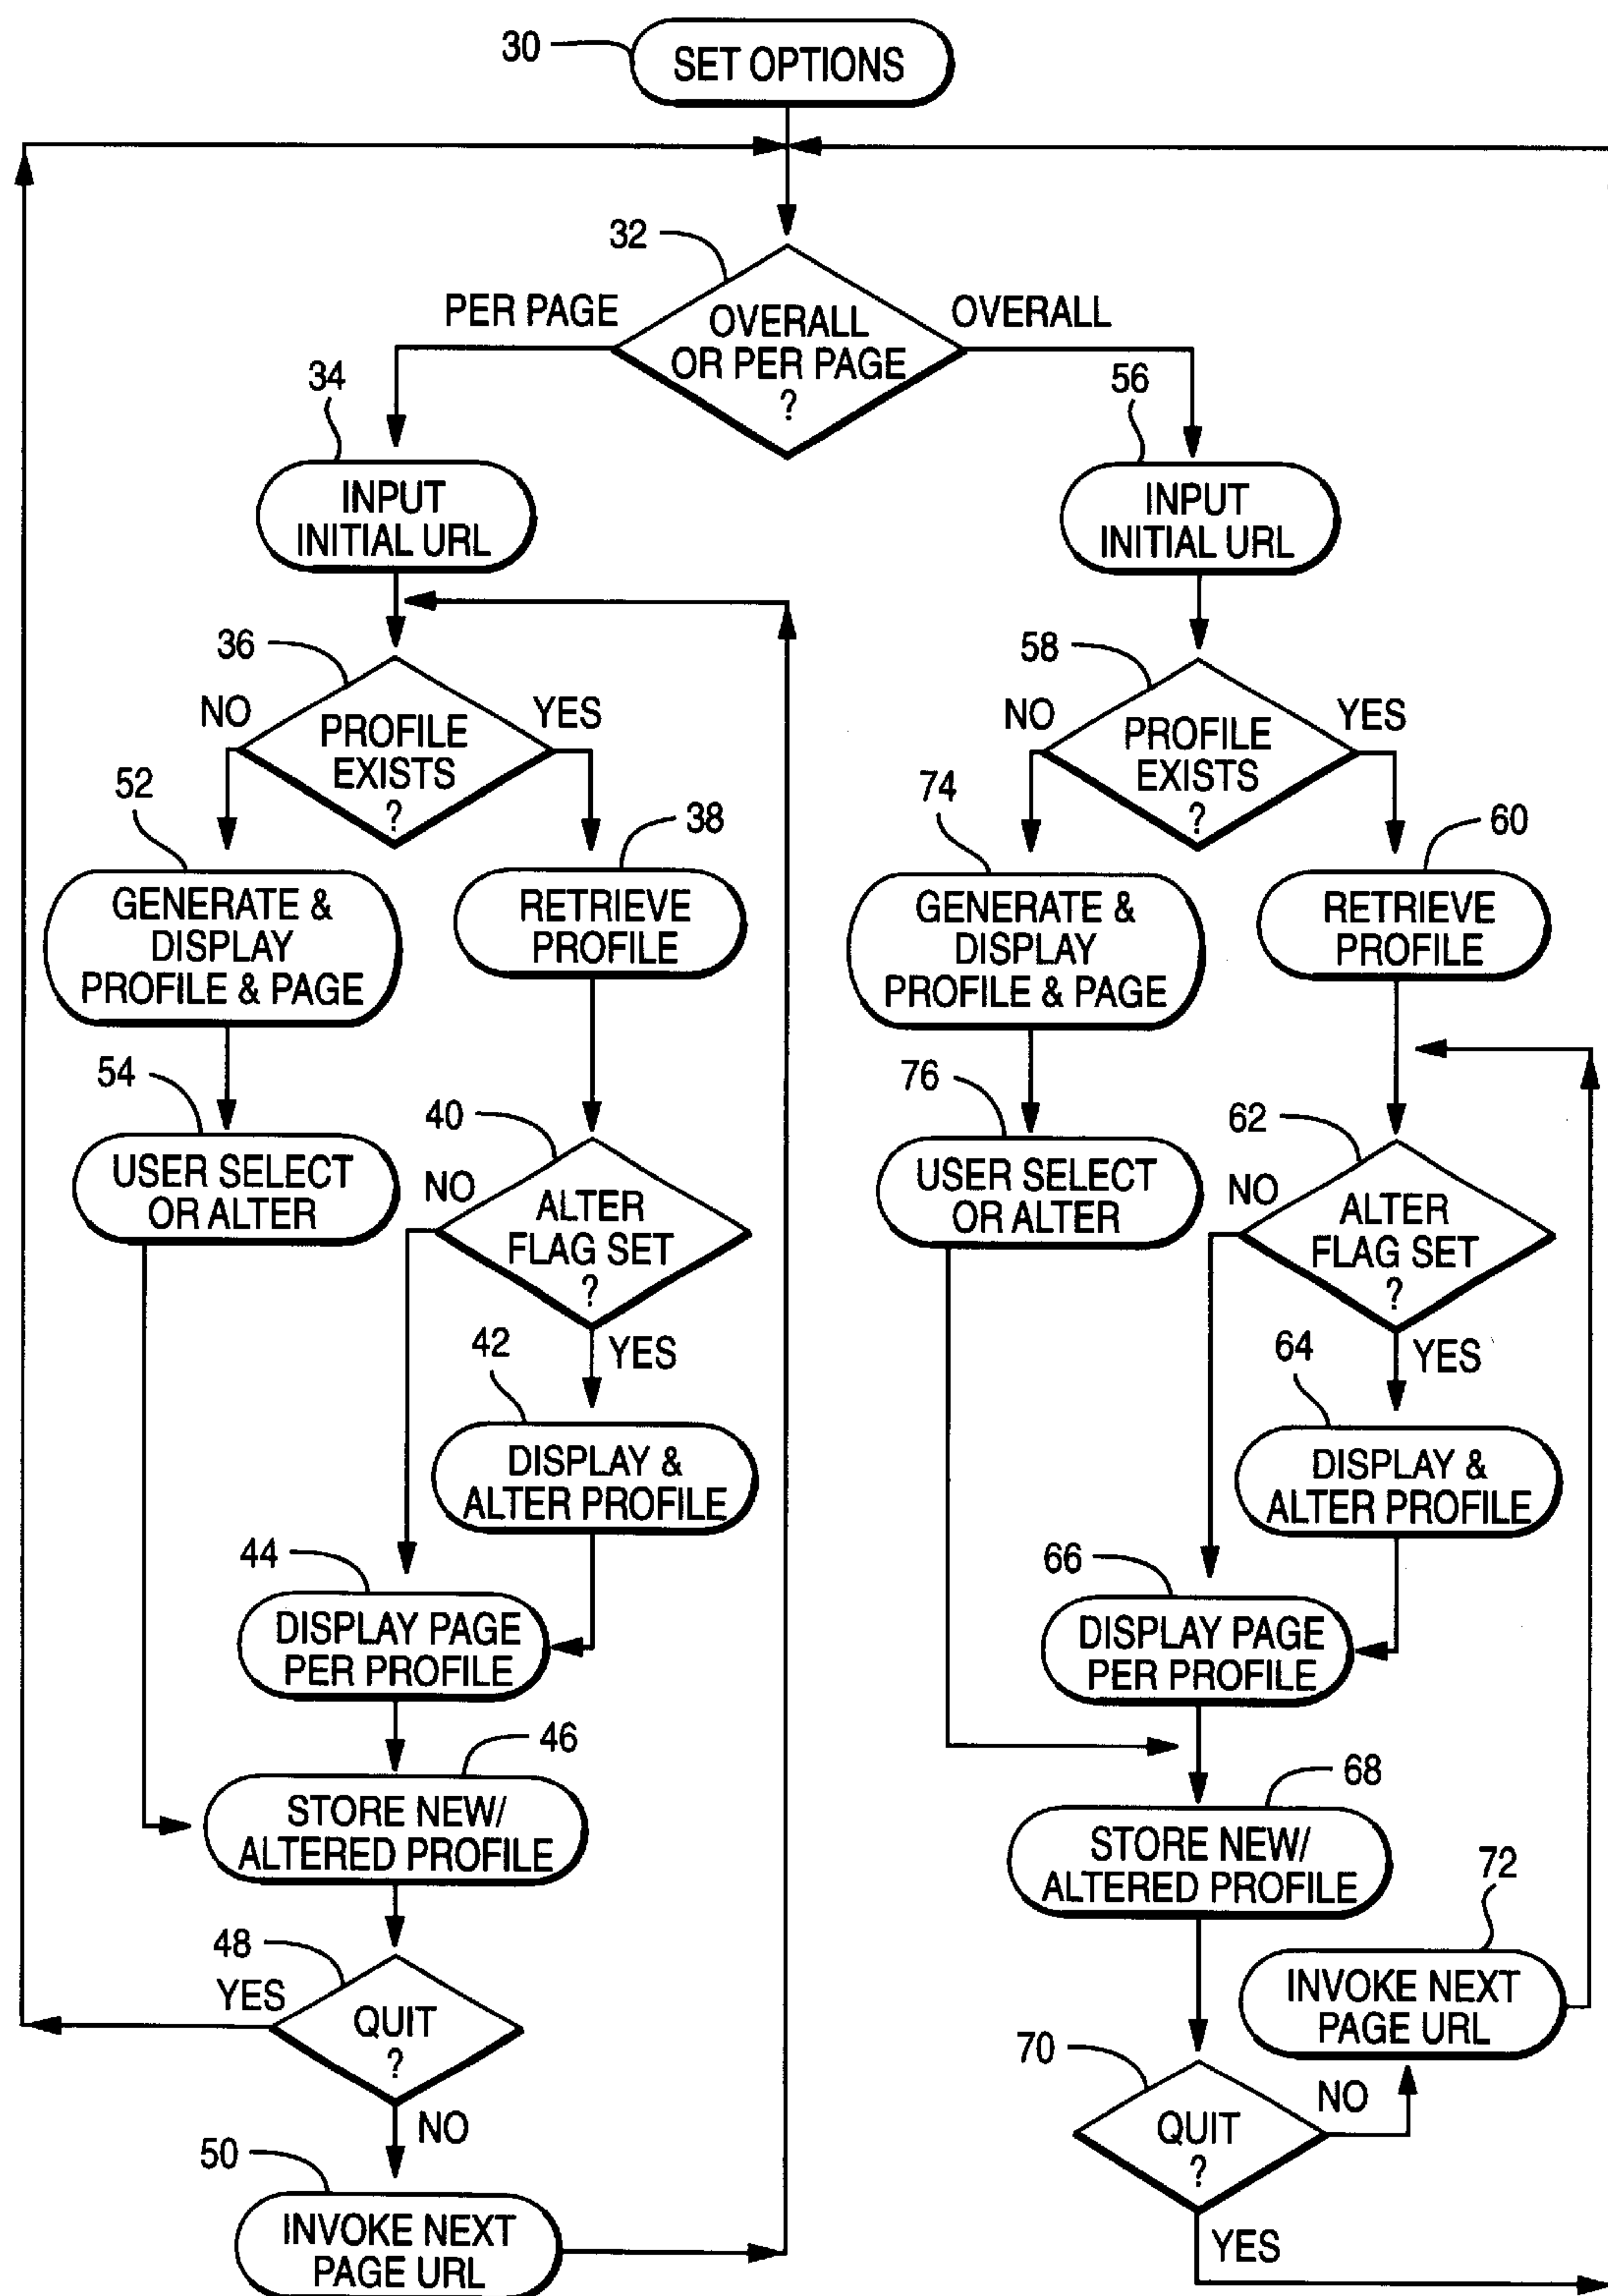 30
SET OPTIONS
32
PER PAGE
OVERALL
OR PER PAGE
?
OVERALL
34
INPUT
INITIAL URL
56
INPUT
INITIAL URL
36
NO
PROFILE
EXISTS
?
YES
58
NO
PROFILE
EXISTS
?
YES
52
GENERATE &
DISPLAY
PROFILE & PAGE
38
RETRIEVE
PROFILE
74
GENERATE &
DISPLAY
PROFILE & PAGE
60
RETRIEVE
PROFILE
54
USER SELECT
OR ALTER
40
NO
ALTER
FLAG SET
?
YES
76
USER SELECT
OR ALTER
62
NO
ALTER
FLAG SET
?
YES
42
DISPLAY &
ALTER PROFILE
64
DISPLAY &
ALTER PROFILE
44
DISPLAY PAGE
PER PROFILE
66
DISPLAY PAGE
PER PROFILE
46
STORE NEW/
ALTERED PROFILE
68
STORE NEW/
ALTERED PROFILE
48
YES
QUIT
?
NO
72
INVOKE NEXT
PAGE URL
70
QUIT
?
NO
YES
50
INVOKE NEXT
PAGE URL